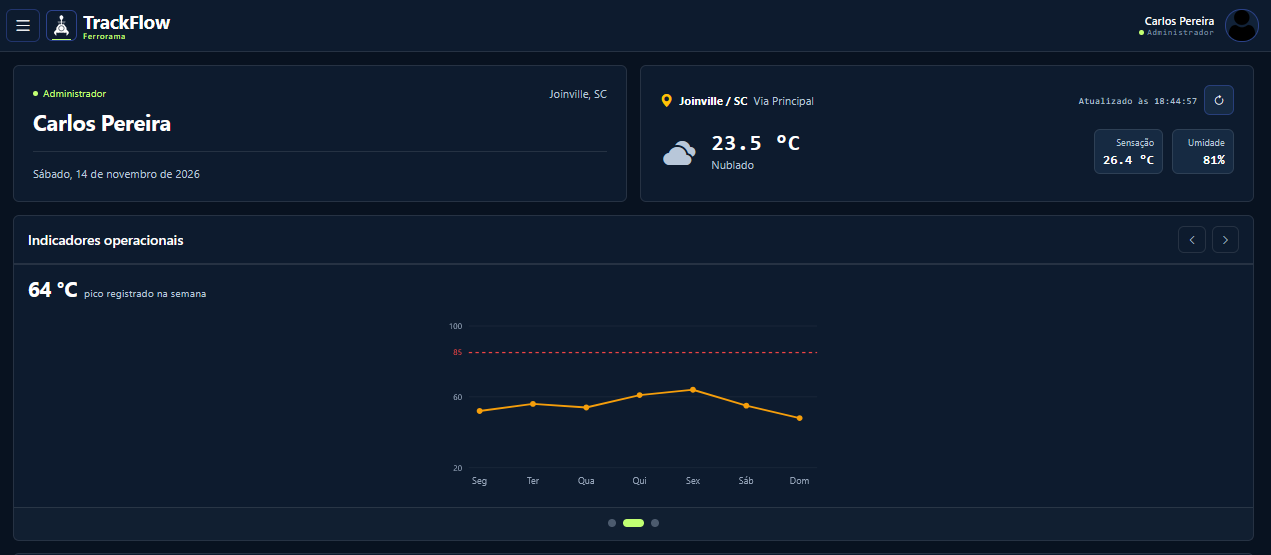 TrackFlow
Ferrorama
Carlos Pereira
Administrador
Administrador
Joinville, SC
Carlos Pereira
Sábado, 14 de novembro de 2026
Joinville / SC Via Principal
Atualizado às 18:44:57
23.5 °C
Nublado
Sensação
26.4 °C
Umidade
81%
Indicadores operacionais
64 °C pico registrado na semana
100
85
60
20
Seg Ter Qua Qui Sex Sáb Dom